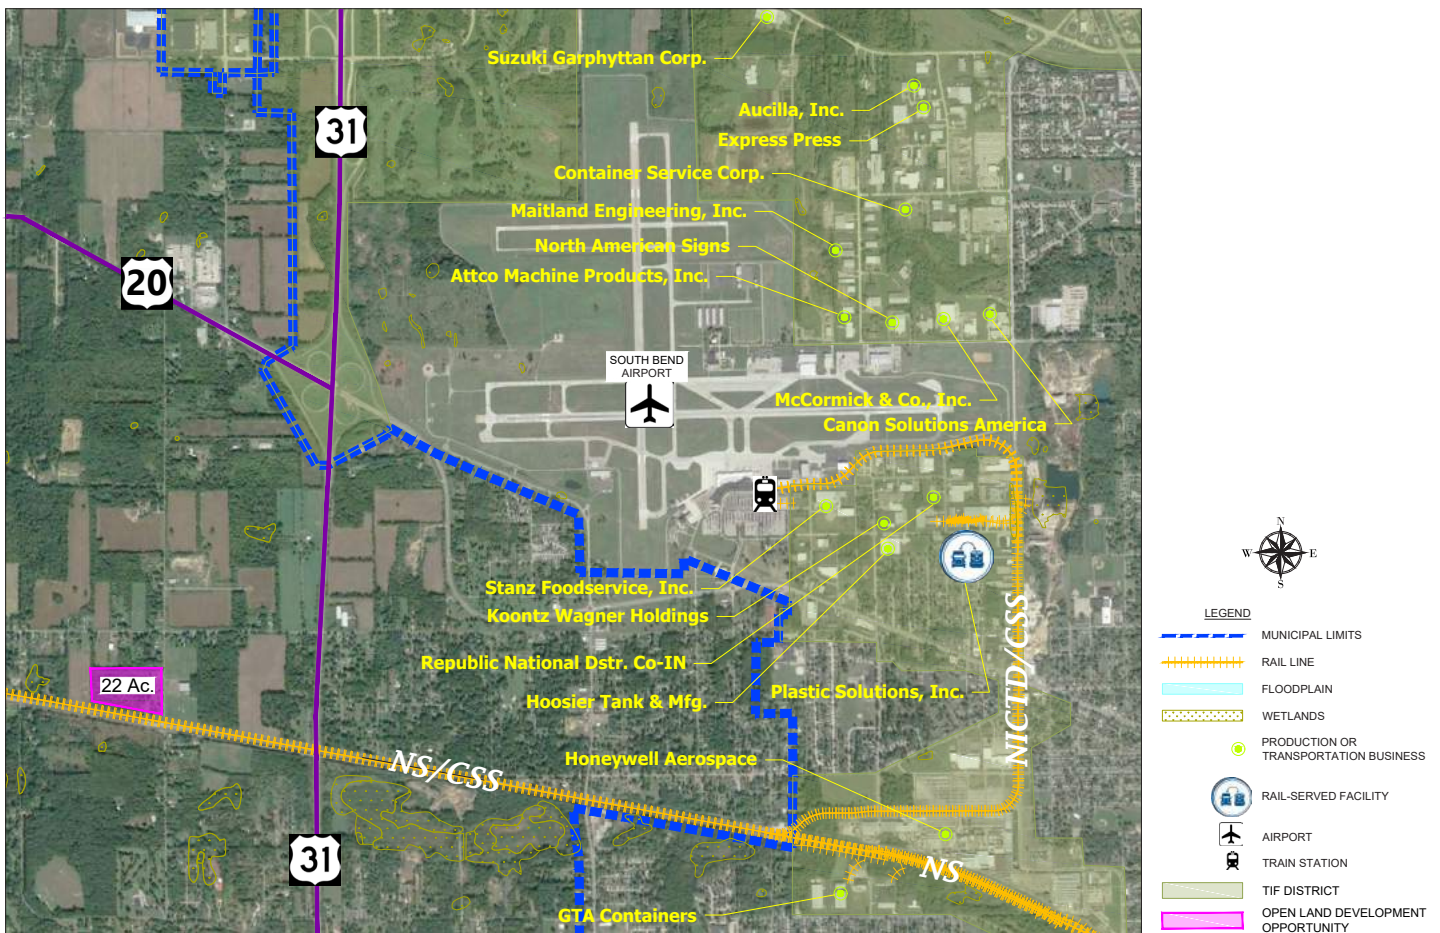 Suzuki Garphyttan Corp.
Aucilla, Inc.
31
Express Press
Container Service Corp.
Maitland Engineering, Inc.
North American Signs
Attco Machine Products, Inc.
20
SOUTH BEND
AIRPORT
McCormick & Co., Inc.
Canon Solutions America
Stanz Foodservice, Inc.
Koontz Wagner Holdings
Republic National Dstr. Co-IN
Hoosier Tank & Mfg.
Plastic Solutions, Inc.
NICTD/CSS
22 Ac.
NS/CSS
Honeywell Aerospace
31
NS
GTA Containers
N
W
E
S
LEGEND
MUNICIPAL LIMITS
RAIL LINE
FLOODPLAIN
WETLANDS
PRODUCTION OR
TRANSPORTATION BUSINESS
RAIL-SERVED FACILITY
AIRPORT
TRAIN STATION
TIF DISTRICT
OPEN LAND DEVELOPMENT
OPPORTUNITY